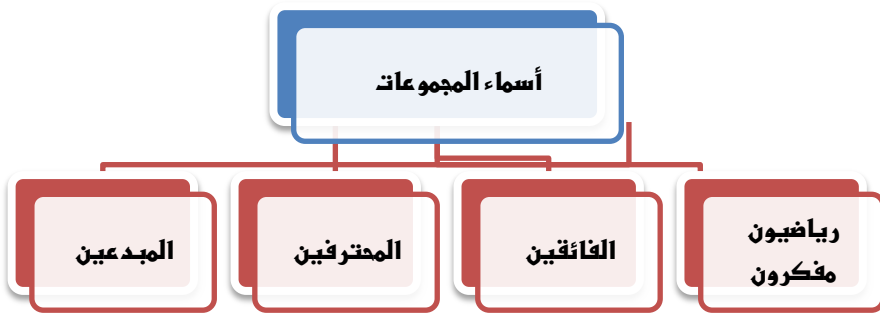 أسماء المجموعات
رياضيون
مفكرون
الفائقين
المحترفين
المبدعين